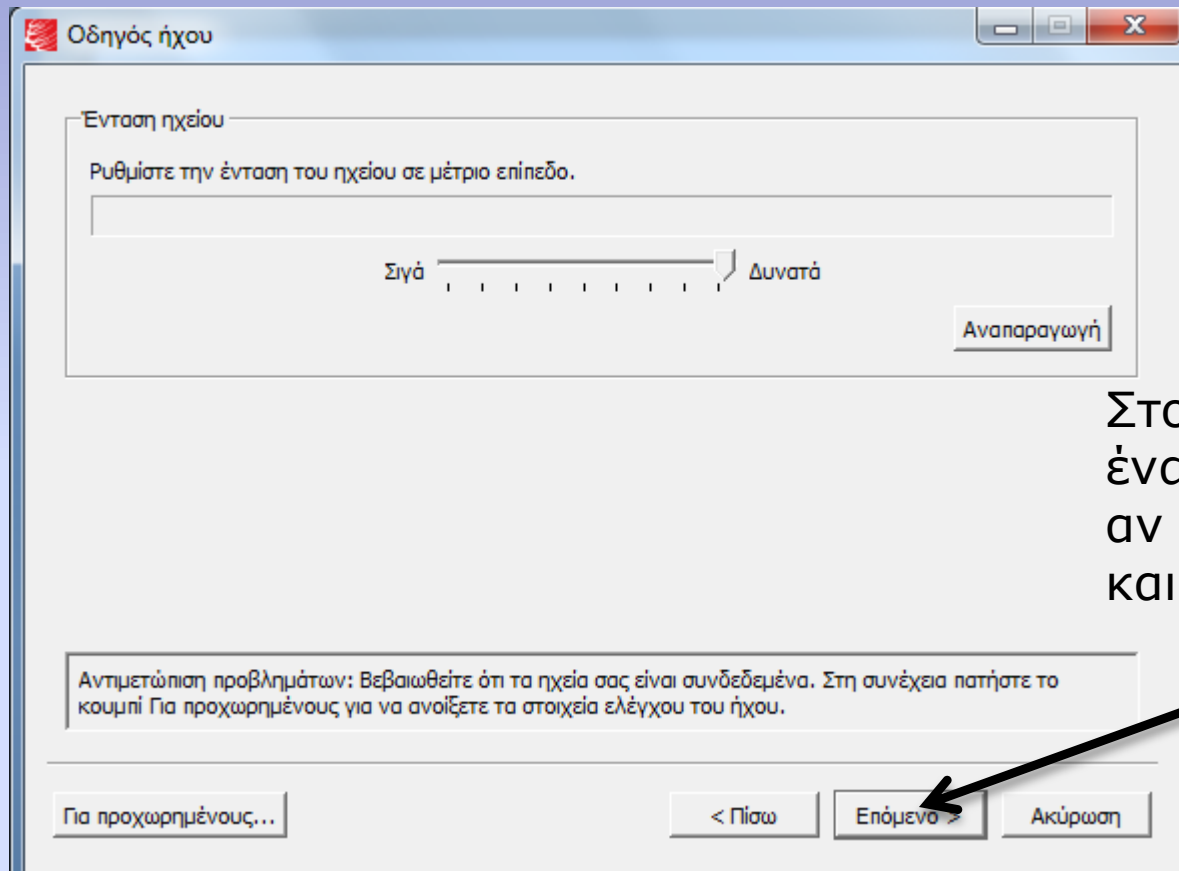 Οδηγός ήχου
Ένταση ηχείου
Ρυθμίστε την ένταση του ηχείου σε μέτριο επίπεδο.
Σιγά Δυνατά
Αναπαραγωγή
αν
και
Αντιμετώπιση προβλημάτων: Βεβαιωθείτε ότι τα ηχεία σας είναι συνδεδεμένα. Στη συνέχεια πατήστε το
κουμπί Για προχωρημένους για να ανοίξετε τα στοιχεία ελέγχου του ήχου.
Για προχωρημένους... < Πίσω Επόμενο > Ακύρωση